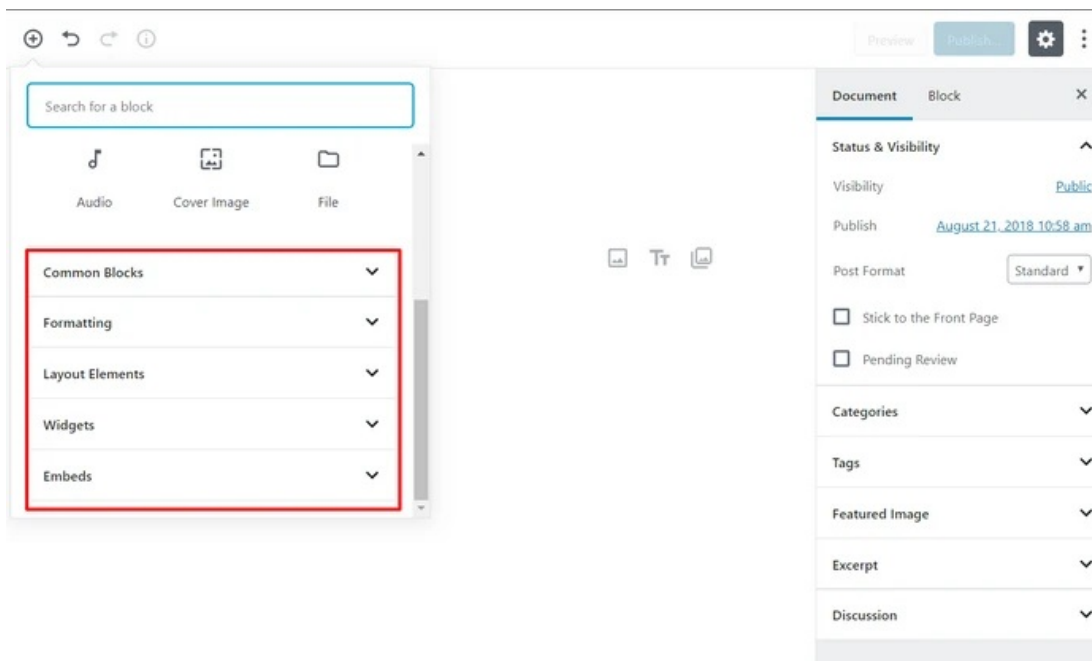 Preview
Publish...
Search for a block
Audio
Cover Image
File
Common Blocks
Formatting
Layout Elements
Widgets
Embeds
Document
Block
Status & Visibility
Visibility
Public
Publish
August 21, 2018 10:58 am
Post Format
Standard
Stick to the Front Page
Pending Review
Categories
Tags
Featured Image
Excerpt
Discussion